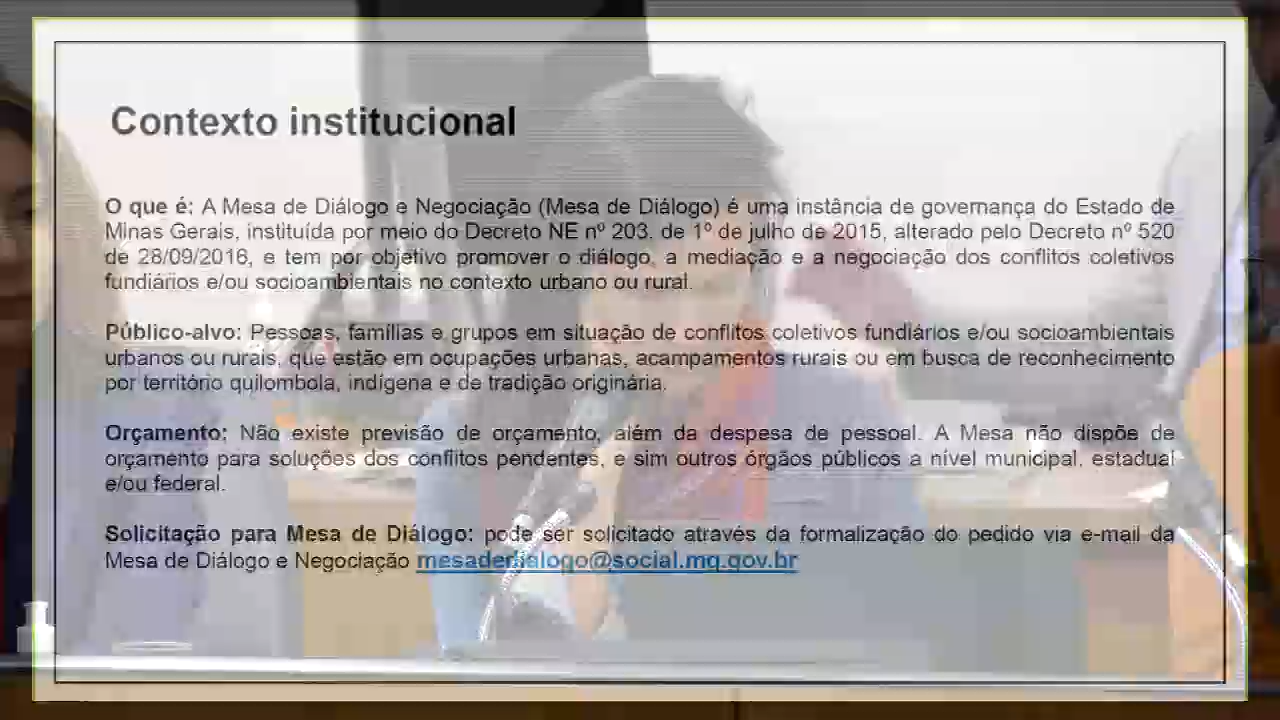 Contexto institucional
O que é: A Mesa de Diálogo e Negociação (Mesa de Diálogo) é uma instância de governança do Estado de
Minas Gerais, instituída por meio do Decreto NE nº 203, de 1º de julho de 2015, alterado pelo Decreto nº 520
de 28/09/2016, e tem por objetivo promover o diálogo, a mediação e a negociação dos conflitos coletivos
fundiários e/ou socioambientais no contexto urbano ou rural.
Público-alvo: Pessoas, famílias e grupos em situação de conflitos coletivos fundiários e/ou socioambientais
urbanos ou rurais, que estão em ocupações urbanas, acampamentos rurais ou em busca de reconhecimento
por território quilombola, indígena e de tradição originária.
Orçamento: Não existe previsão de orçamento, além da despesa de pessoal. A Mesa não dispõe de
orçamento para soluções dos conflitos pendentes, e sim outros órgãos públicos a nível municipal, estadual
e/ou federal.
Solicitação para Mesa de Diálogo: pode ser solicitado através da formalização do pedido via e-mail da
Mesa de Diálogo e Negociação mesadedialogo@social.mg.gov.br